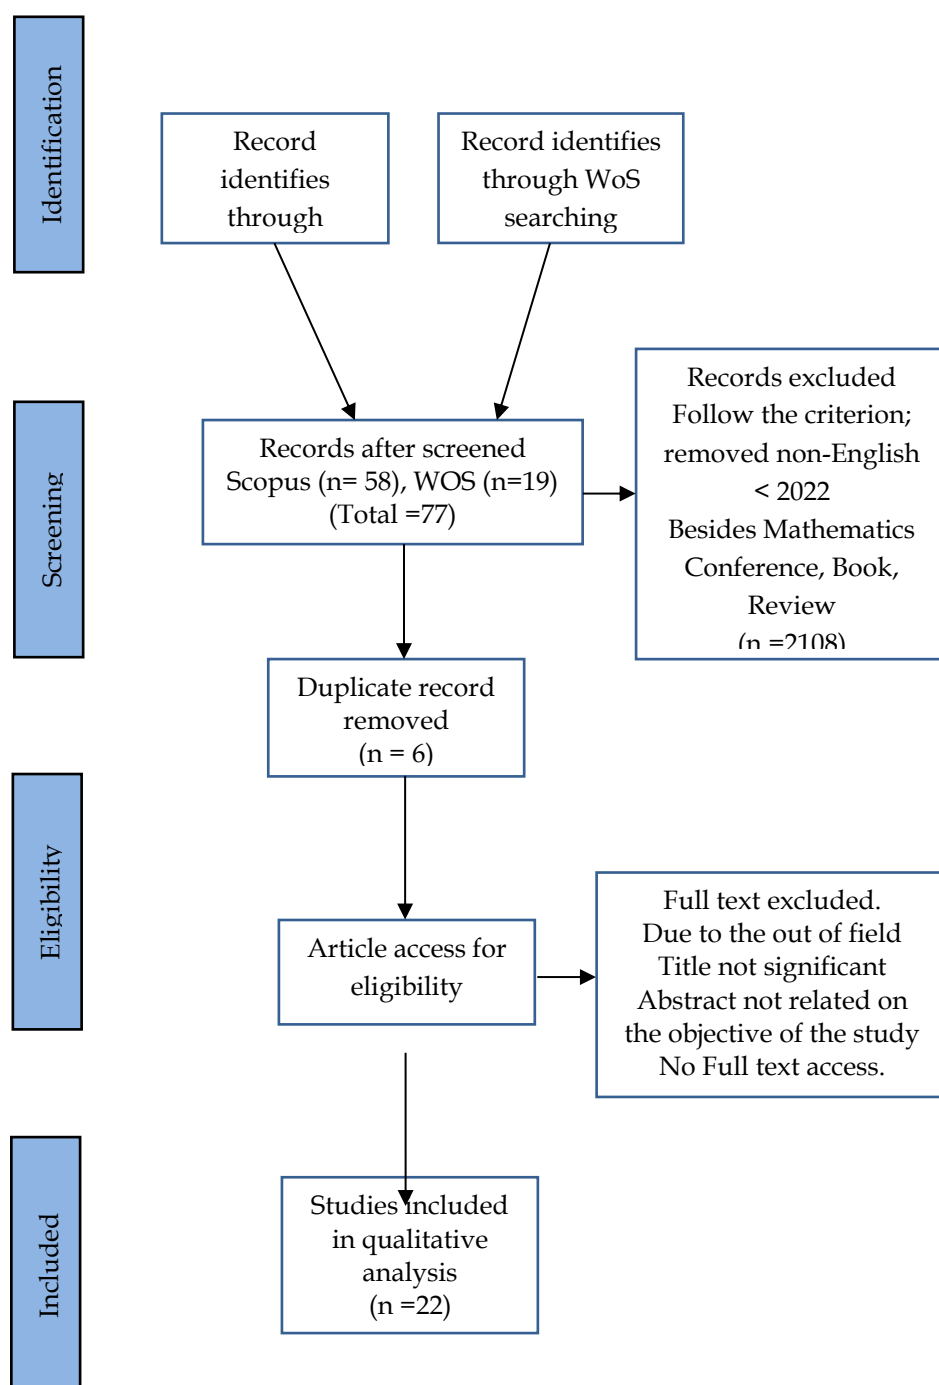 Identification
Record
identifies
through
Record identifies
through WoS
searching
Screening
Records after screened
Scopus (n= 58), WOS (n=19)
(Total =77)
Records excluded
Follow the criterion;
removed non-English
< 2022
Besides Mathematics
Conference, Book,
Review
(n =2108)
Duplicate record
removed
(n = 6)
Eligibility
Article access for
eligibility
Full text excluded.
Due to the out of field
Title not significant
Abstract not related on
the objective of the study
No Full text access.
Included
Studies included
in qualitative
analysis
(n =22)